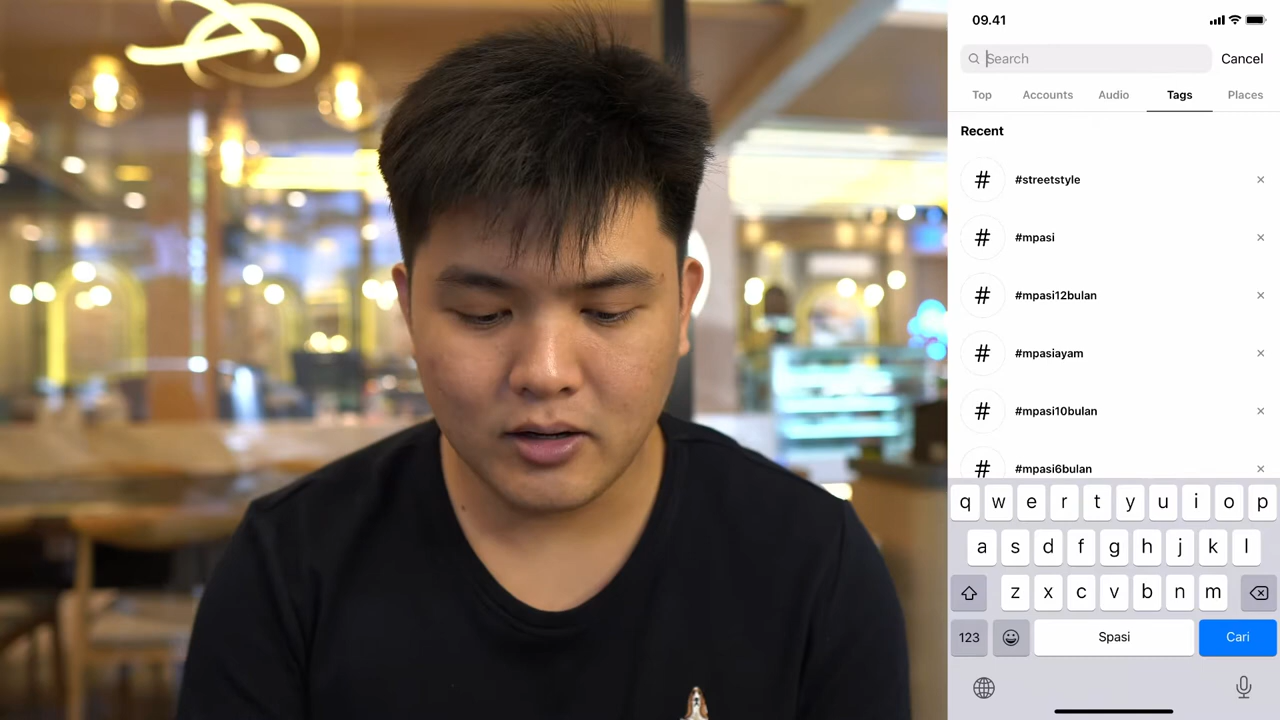 09.41
Search
Cancel
Top Accounts Audio Tags Places
Recent
# #streetstyle ×
# #mpasi ×
# #mpasi12bulan ×
# #mpasiayam ×
# #mpasi10bulan ×
# #mpasi6bulan ×
q w e r t y u i o p
a s d f g h j k l
z x c v b n m
123 Spasi Cari